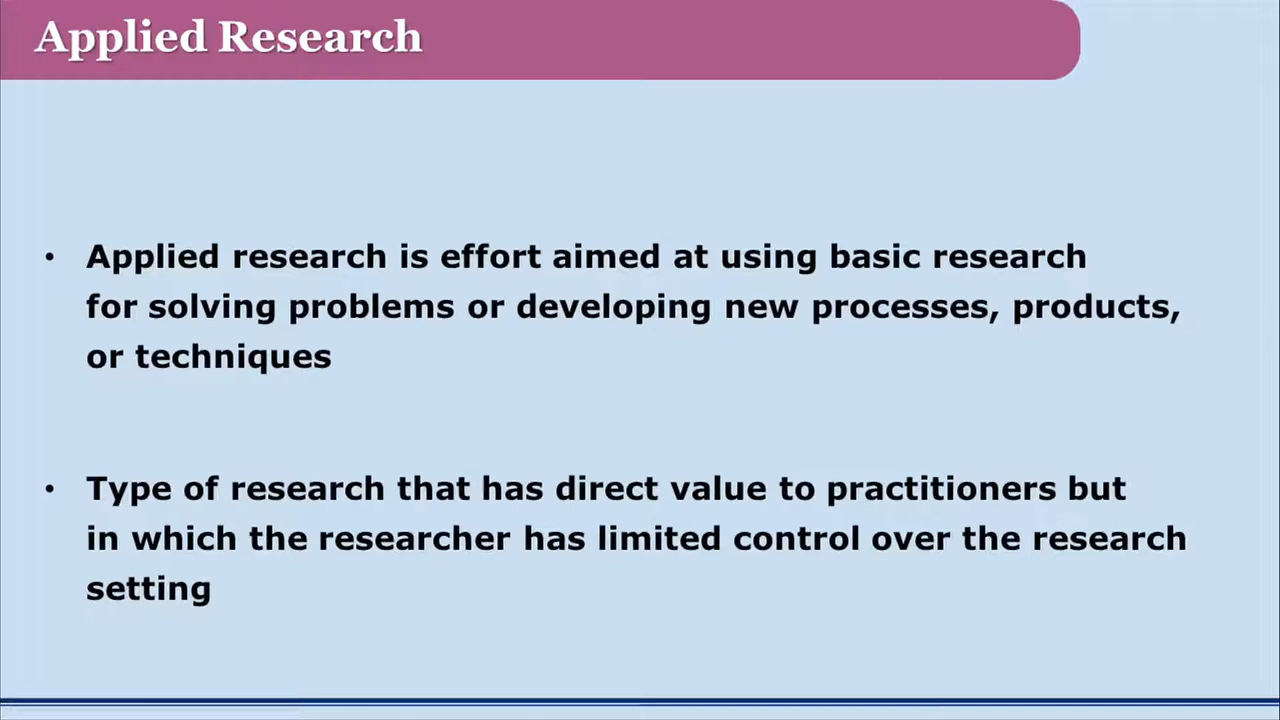 Applied Research
• Applied research is effort aimed at using basic research
for solving problems or developing new processes, products,
or techniques
• Type of research that has direct value to practitioners but
in which the researcher has limited control over the research
setting